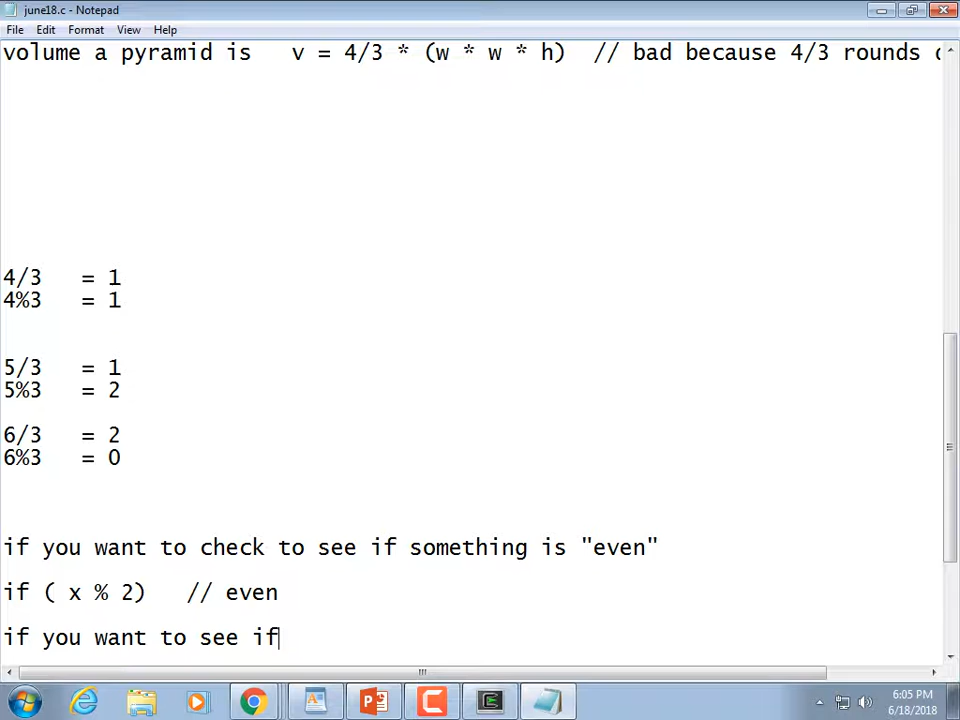 june18.c - Notepad
File Edit Format View Help
volume a pyramid is v = 4/3 * (w * w * h) // bad because 4/3 rounds
4/3 = 1
4%3 = 1
5/3 = 1
5%3 = 2
6/3 = 2
6%3 = 0
if you want to check to see if something is "even"
if ( x % 2) // even
if you want to see if
6:05 PM
6/18/2018